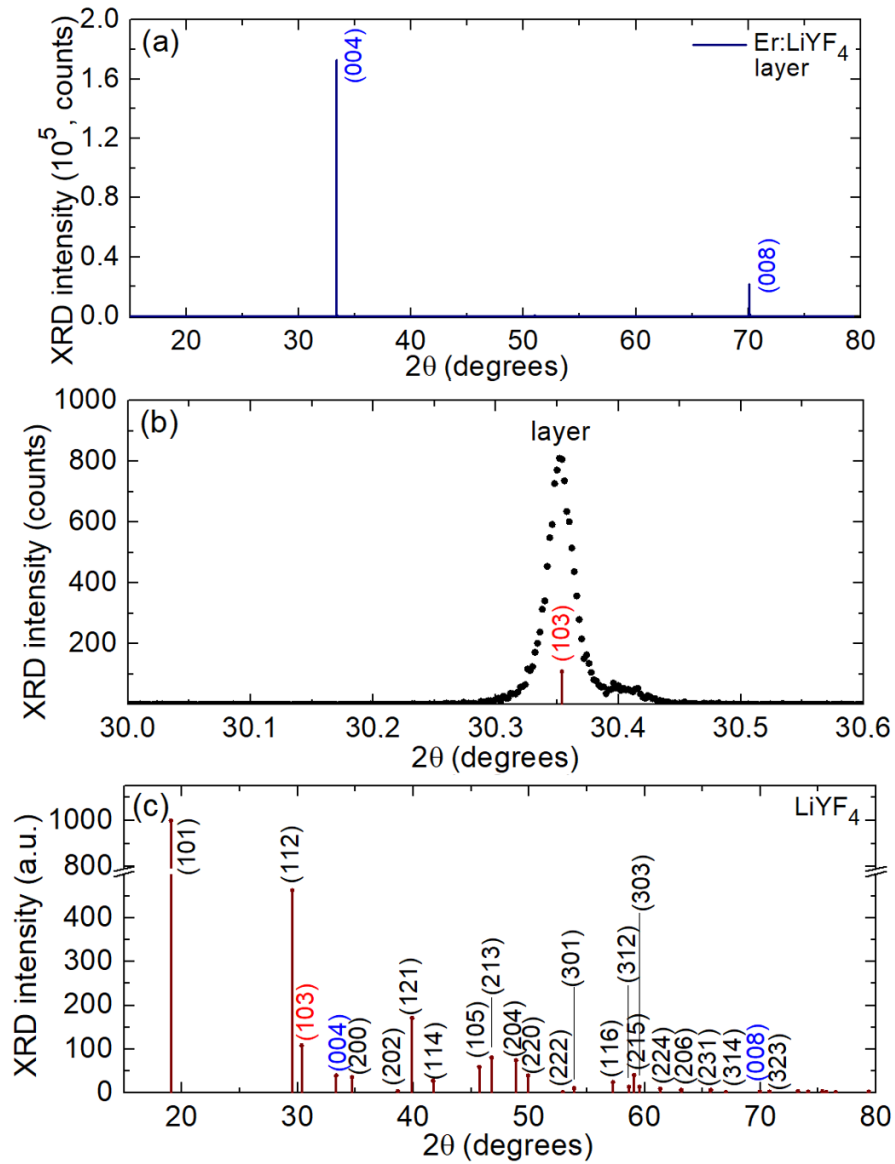 (a)
Er:LiYF4
layer
(004)
(008)
XRD intensity (10^5, counts)
2.0
1.6
1.2
0.8
0.4
0.0
20 30 40 50 60 70 80
2θ (degrees)
(b)
layer
(103)
XRD intensity (counts)
1000
800
600
400
200
30.0 30.1 30.2 30.3 30.4 30.5 30.6
2θ (degrees)
(c)
LiYF4
XRD intensity (a.u.)
1000
800
400
300
200
100
0
(101)
(112)
(103)
(004)
(200)
(202)
(121)
(114)
(105)
(213)
(204)
(220)
(222)
(301)
(116)
(312)
(215)
(303)
(224)
(206)
(231)
(314)
(008)
(323)
20 30 40 50 60 70 80
2θ (degrees)